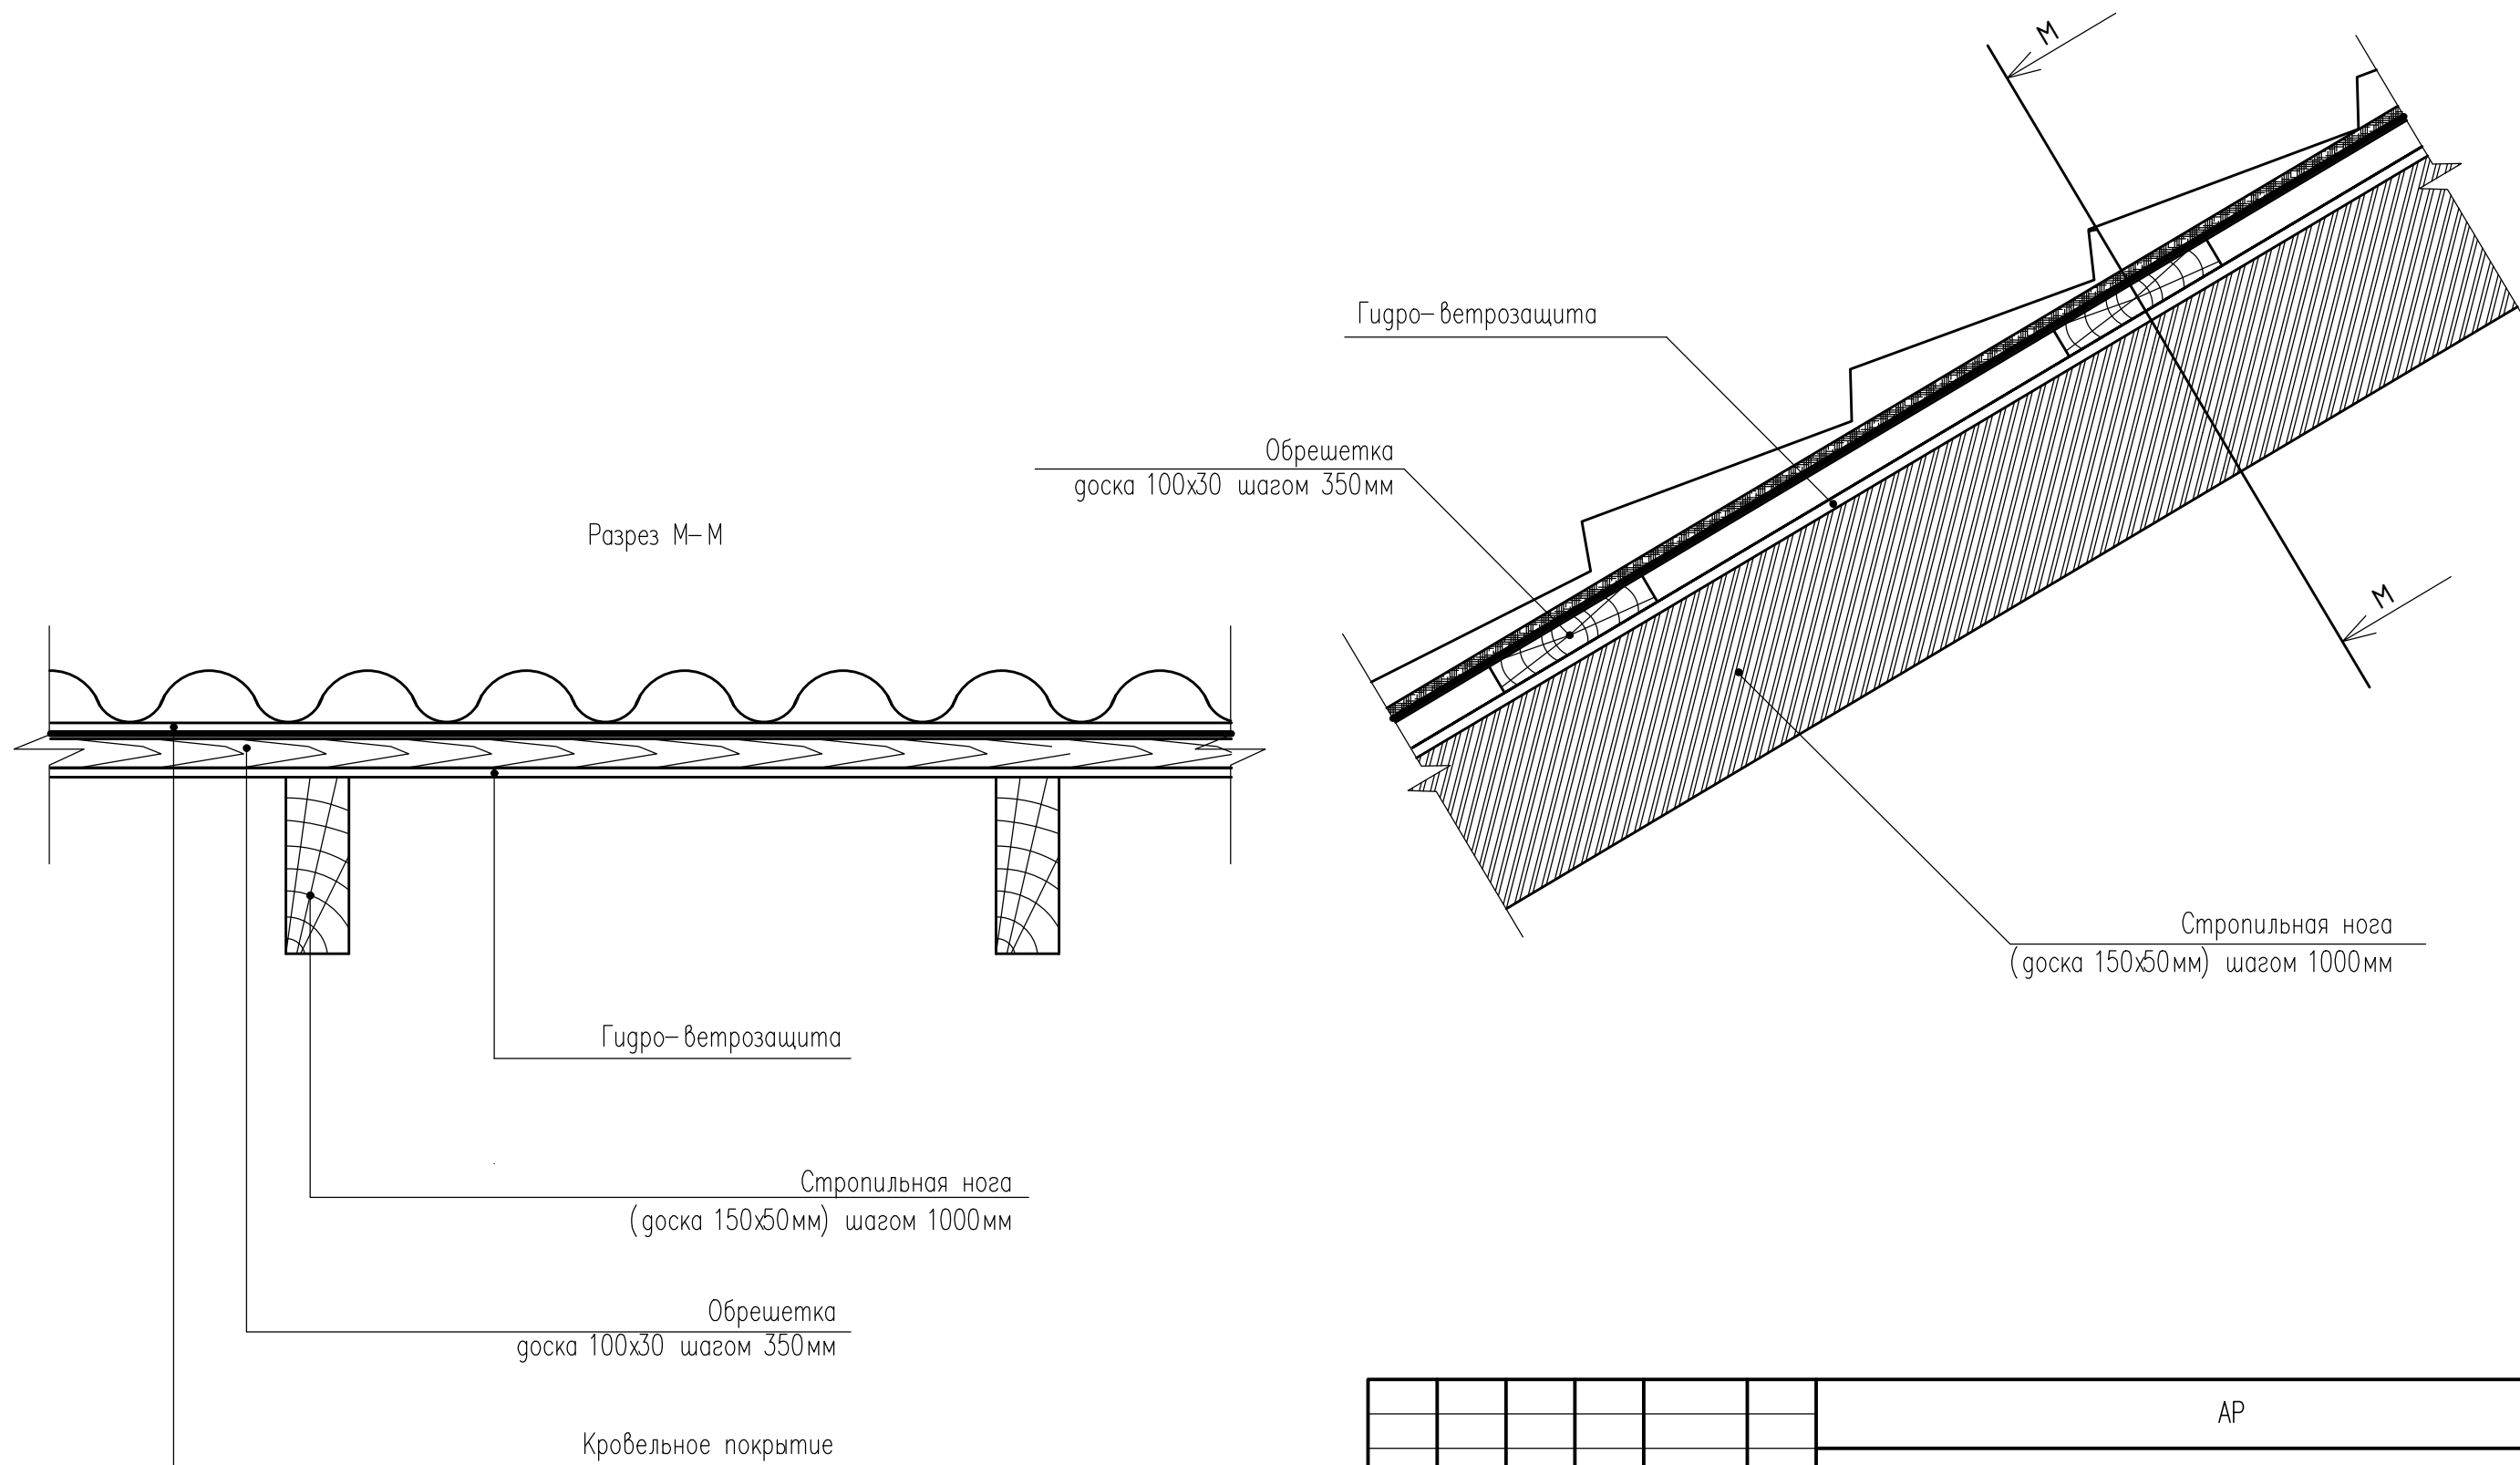 М
Гидро-ветрозащита
Обрешетка
доска 100х30 шагом 350мм
Разрез М-М
М
Стропильная нога
(доска 150х50мм) шагом 1000мм
Гидро-ветрозащита
Стропильная нога
(доска 150х50мм) шагом 1000мм
Обрешетка
доска 100х30 шагом 350мм
АР
Кровельное покрытие